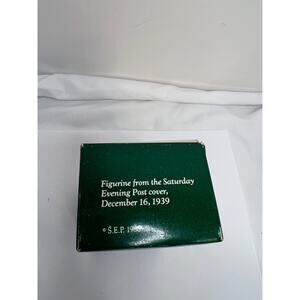 Figurine from the Saturday
Evening Post cover,
December 16, 1939
© S.E.P.